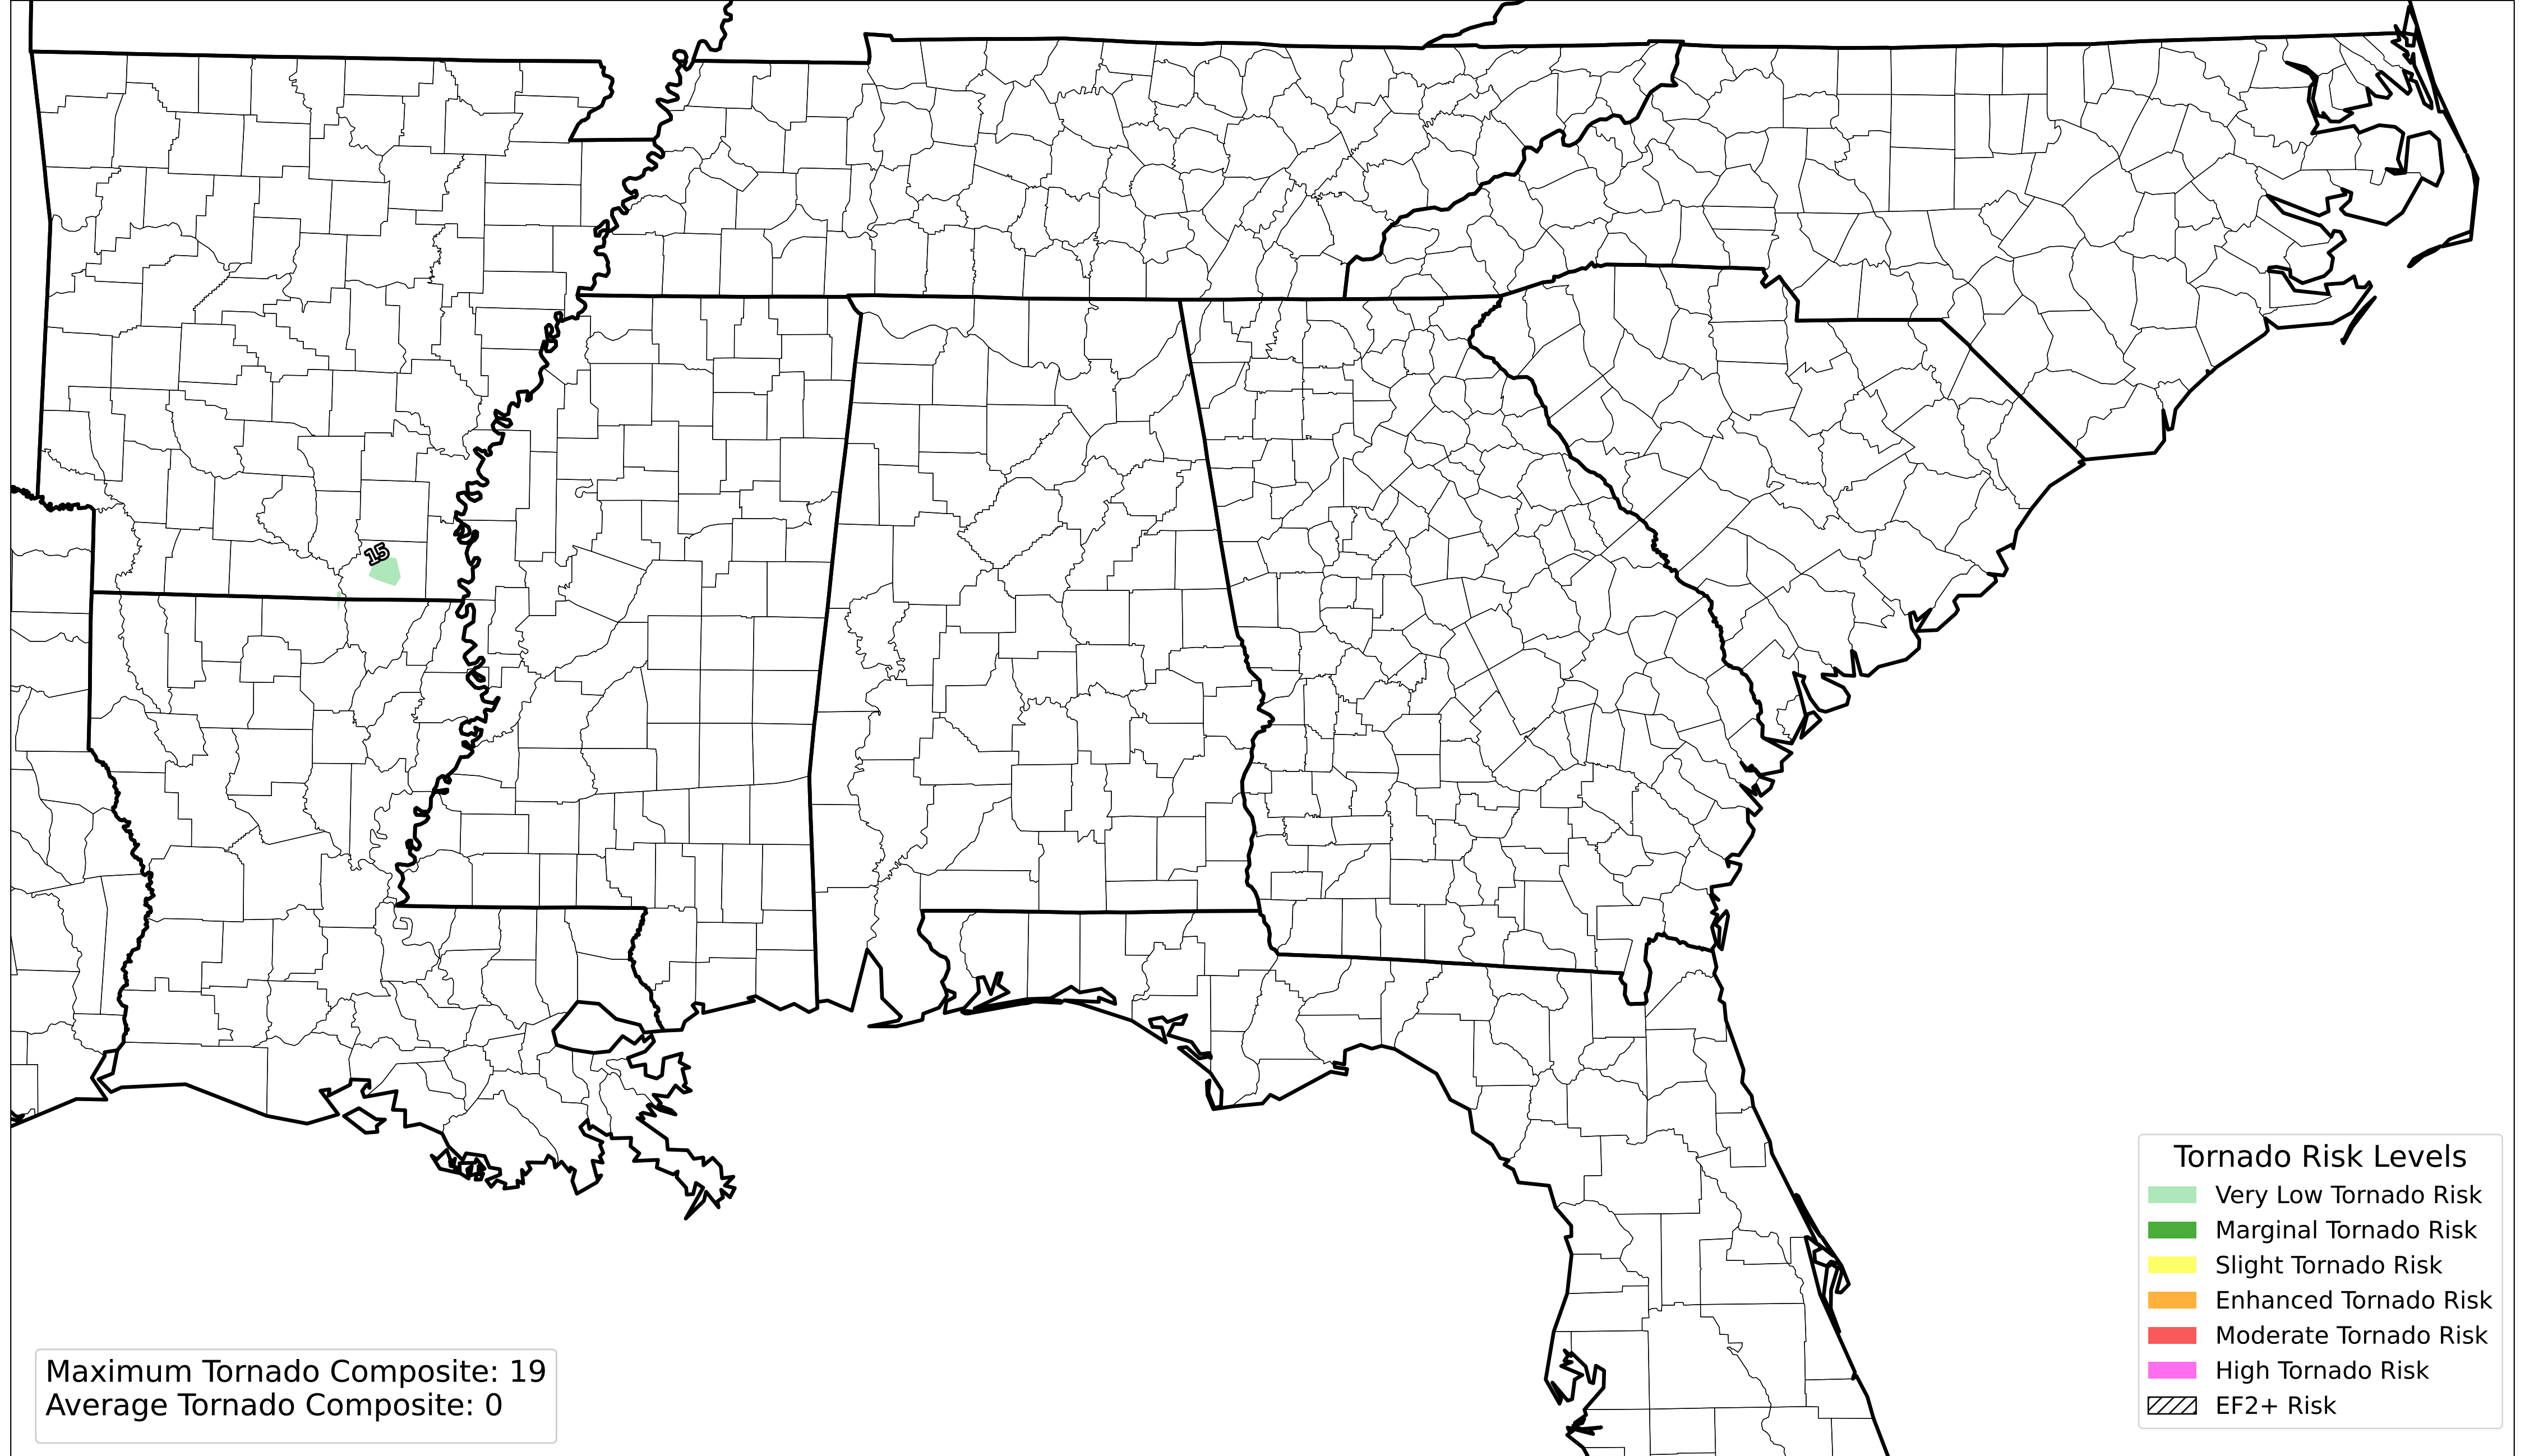 15
Tornado Risk Levels
Very Low Tornado Risk
Marginal Tornado Risk
Slight Tornado Risk
Enhanced Tornado Risk
Moderate Tornado Risk
High Tornado Risk
EF2+ Risk
Maximum Tornado Composite: 19
Average Tornado Composite: 0